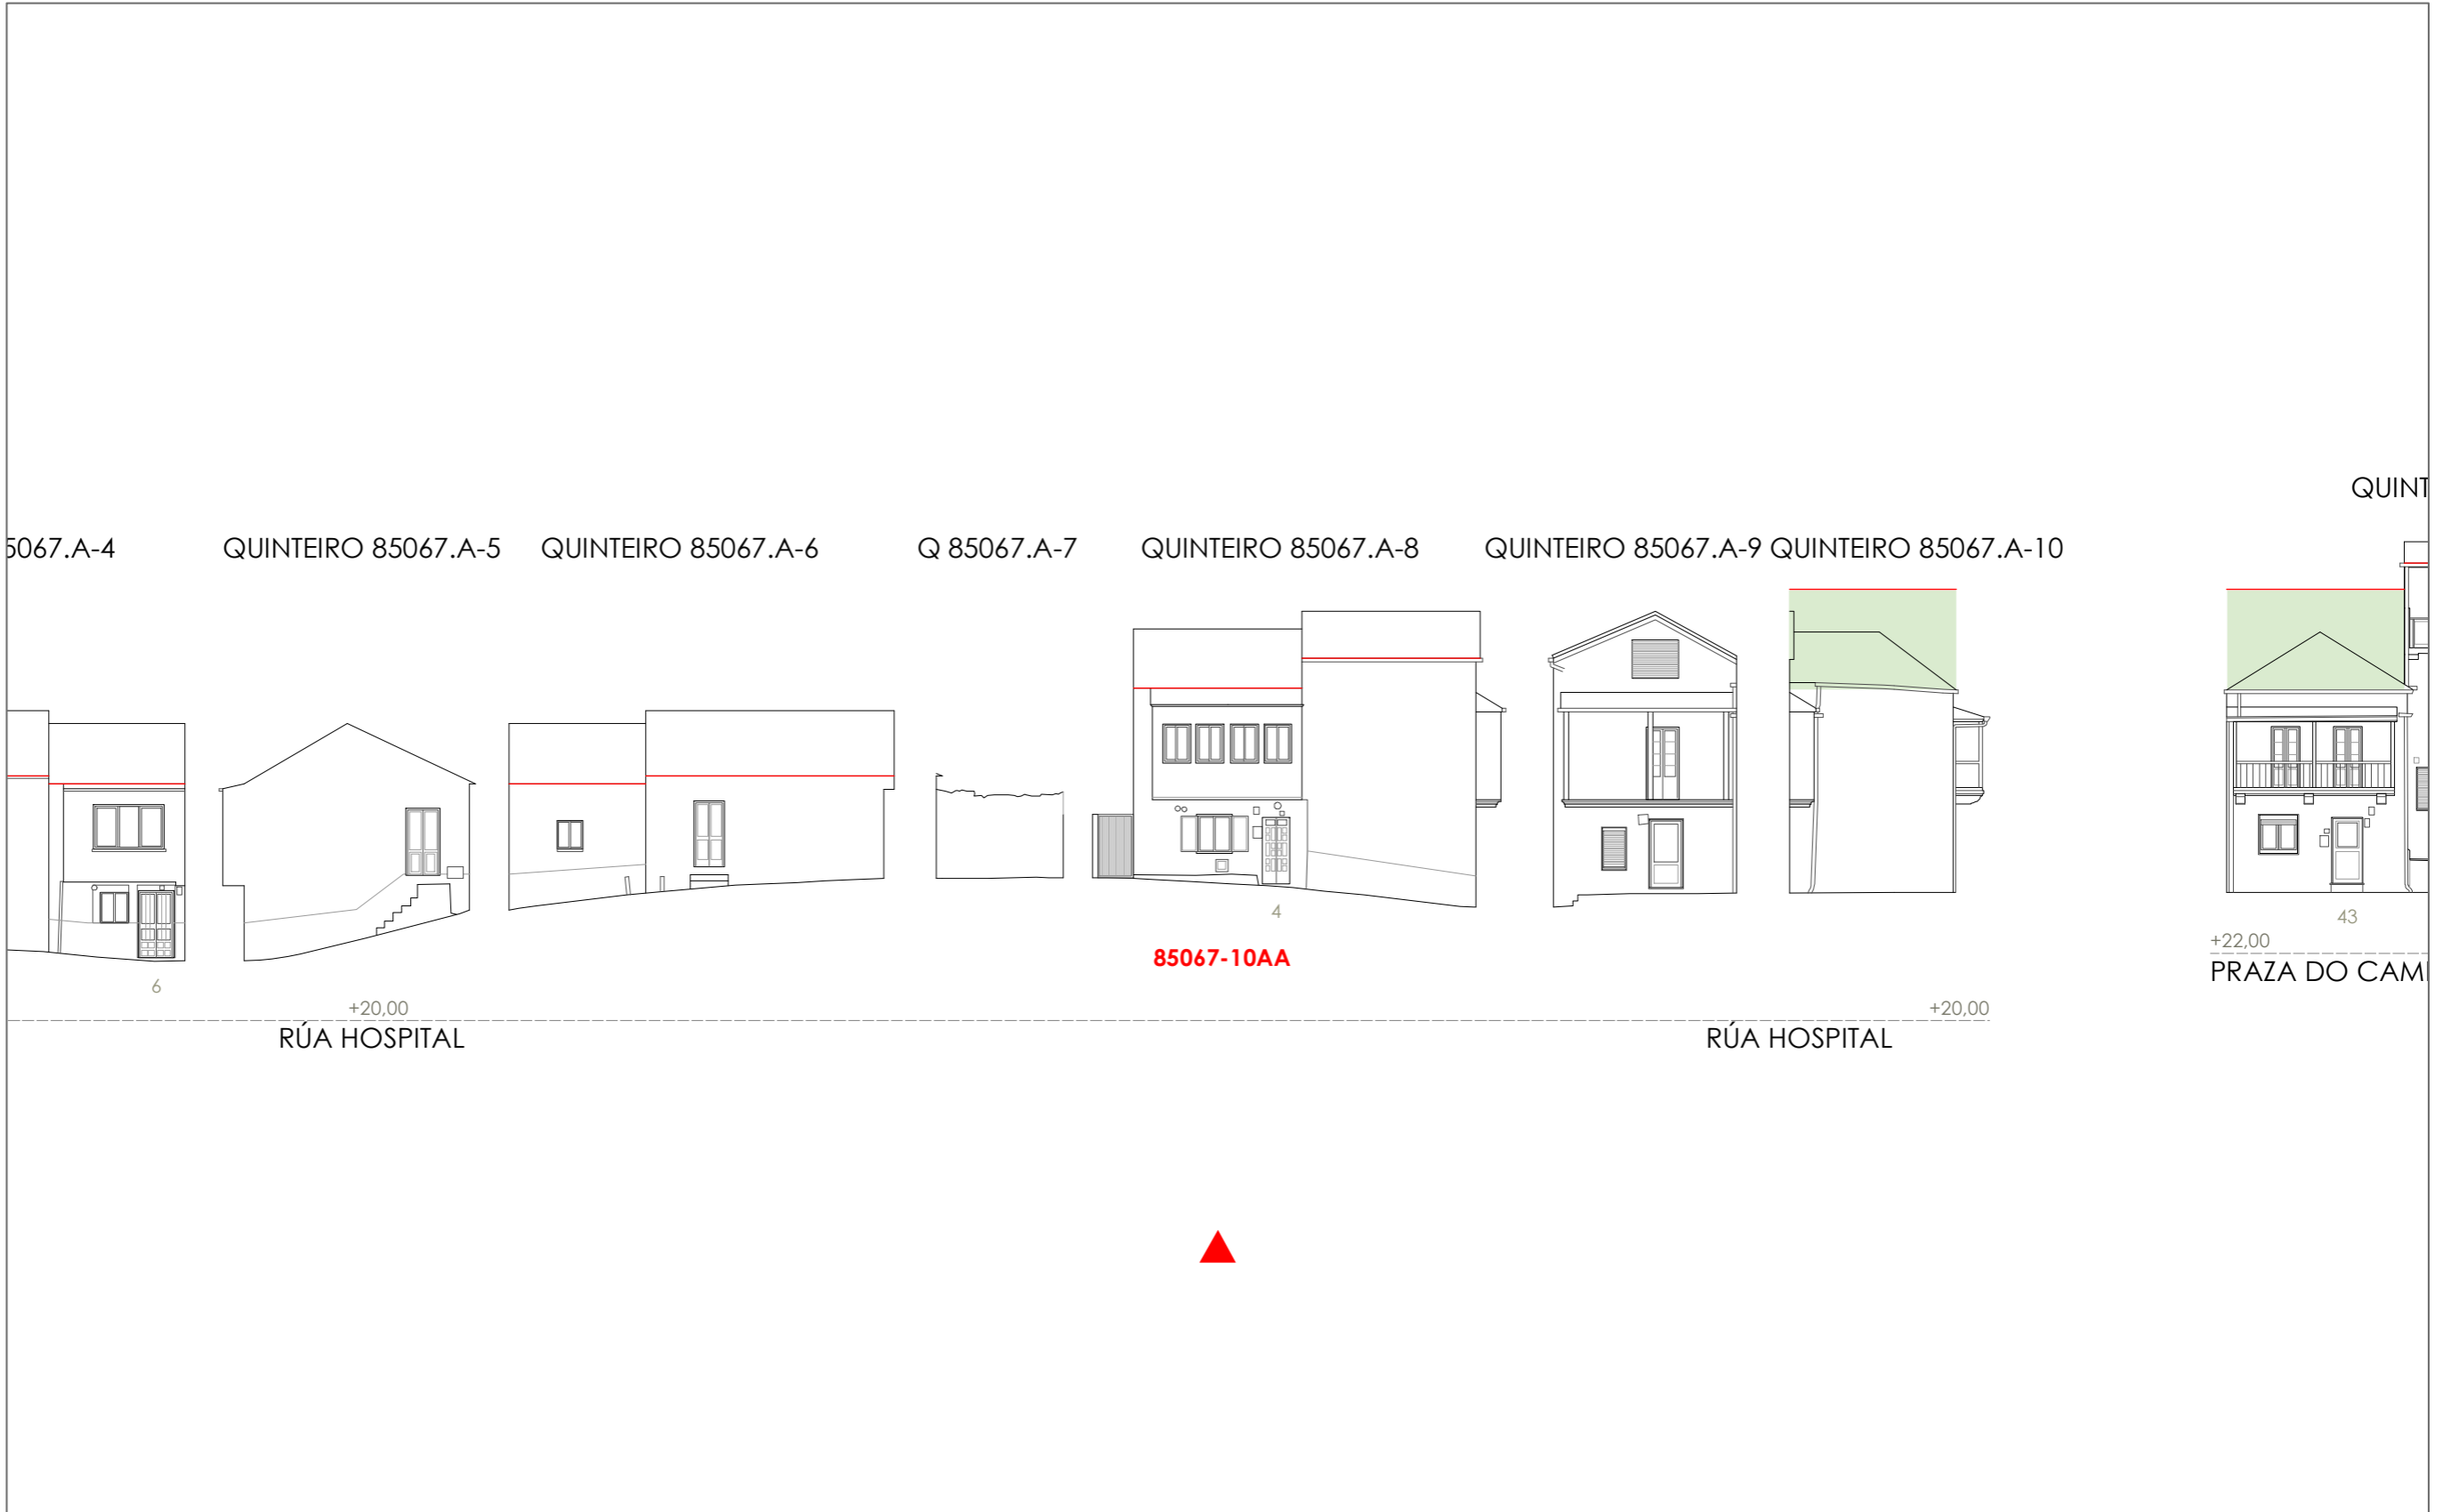 QUINT
5067.A-4
QUINTEIRO 85067.A-5
QUINTEIRO 85067.A-6
Q 85067.A-7
QUINTEIRO 85067.A-8
QUINTEIRO 85067.A-9
QUINTEIRO 85067.A-10
4
43
+22,00
85067-10AA
PRAZA DO CAM
6
+20,00
+20,00
RÚA HOSPITAL
RÚA HOSPITAL